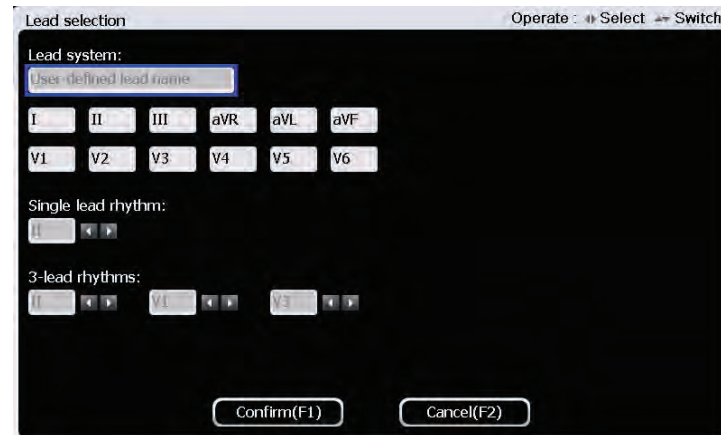 Lead selection Operate : Select Switch
Lead system:
User-defined lead name
I II III aVR aVL aVF
V1 V2 V3 V4 V5 V6
Single lead rhythm:
II
3-lead rhythms:
II V1 V3
Confirm(F1) Cancel(F2)